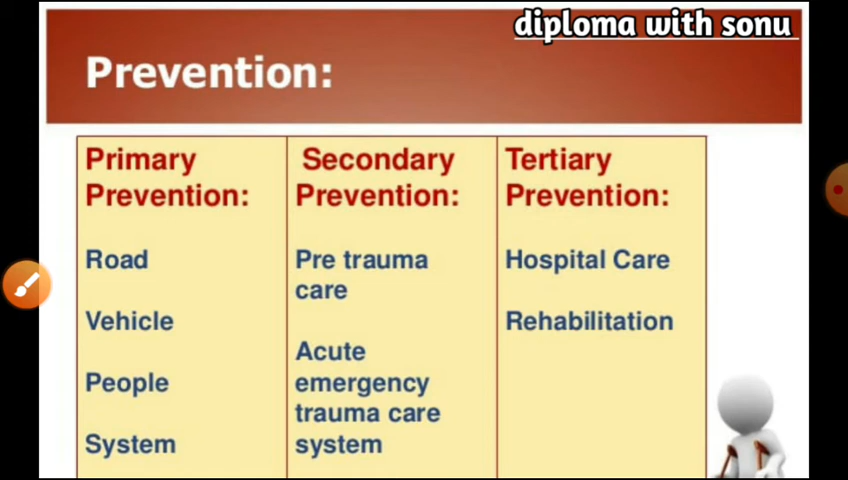 diploma with sonu
Prevention:
Primary
Prevention:
Road
Vehicle
People
System
Secondary
Prevention:
Pre trauma
care
Acute
emergency
trauma care
system
Tertiary
Prevention:
Hospital Care
Rehabilitation